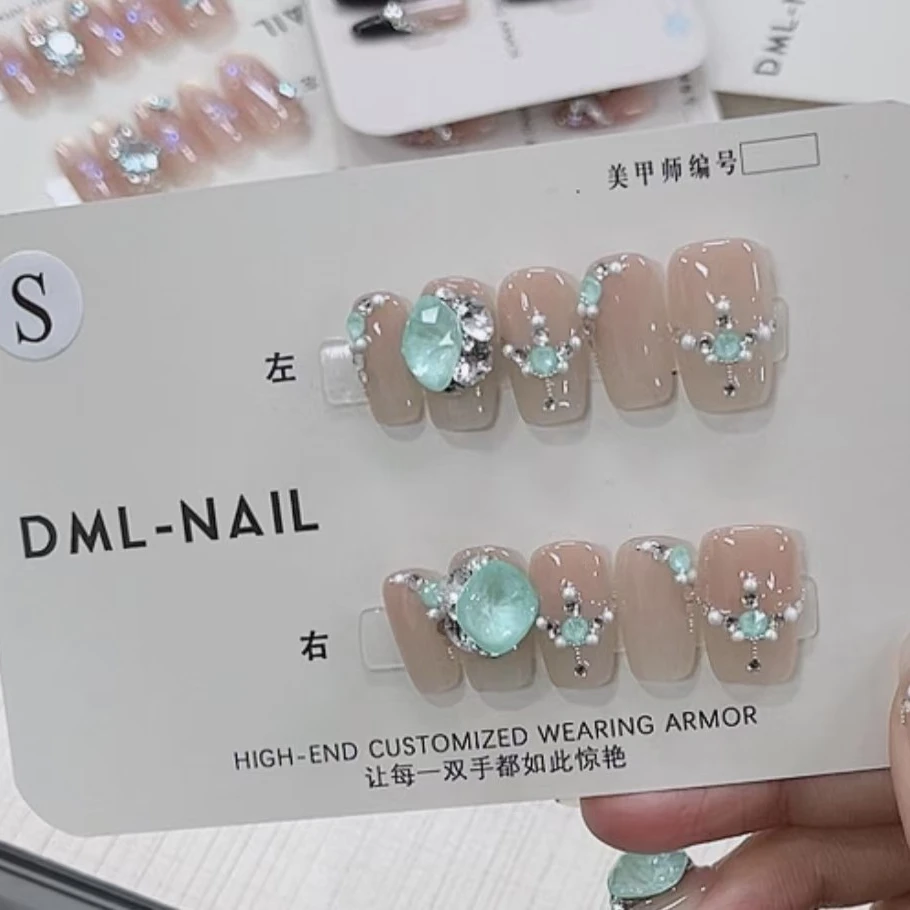 DML-
美甲师编号
S
左
DML-NAIL
右
HIGH-END CUSTOMIZED WEARING ARMOR
让每一双手都如此惊艳